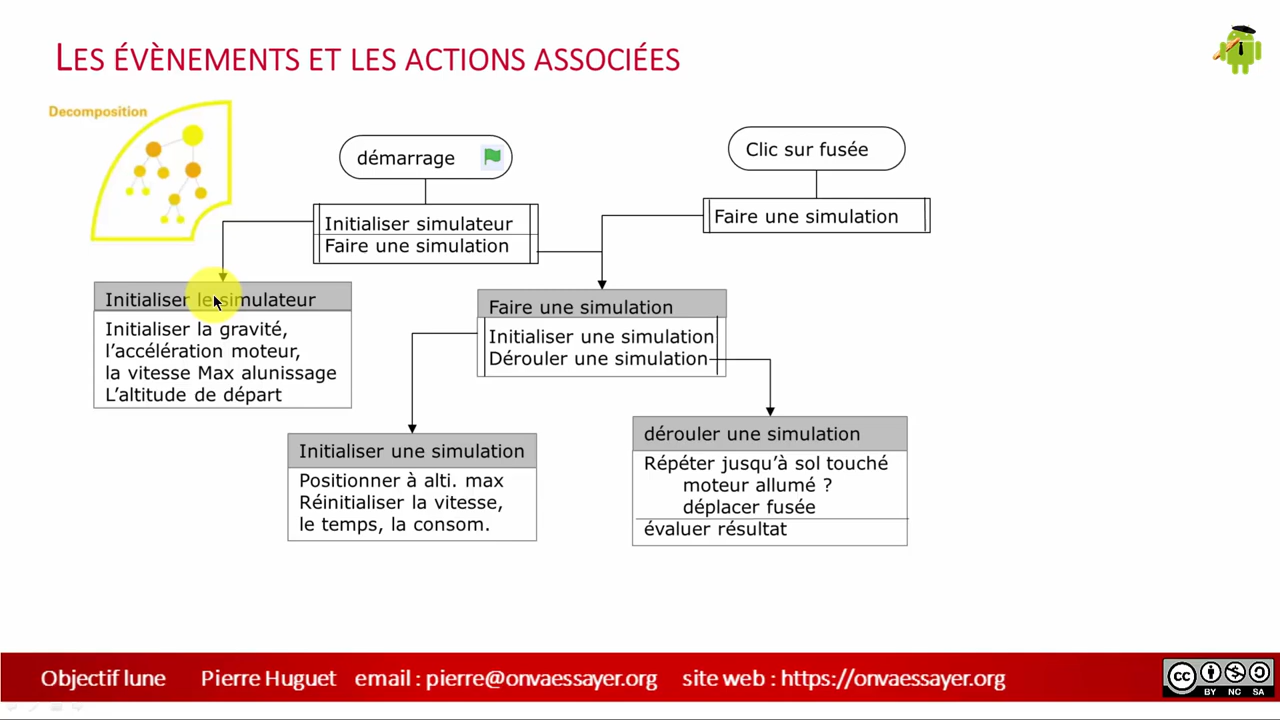 LES ÉVÈNEMENTS ET LES ACTIONS ASSOCIÉES
Decomposition
démarrage
Clic sur fusée
Initialiser simulateur
Faire une simulation
Faire une simulation
Initialiser le simulateur
Initialiser la gravité,
l’accélération moteur,
la vitesse Max alunissage
L’altitude de départ
Faire une simulation
Initialiser une simulation
Dérouler une simulation
Initialiser une simulation
Positionner à alti. max
Réinitialiser la vitesse,
le temps, la consom.
dérouler une simulation
Répéter jusqu’à sol touché
moteur allumé ?
déplacer fusée
évaluer résultat
Objectif lune Pierre Huguet email : pierre@onvaessayer.org site web : https://onvaessayer.org
cc
BY NC SA